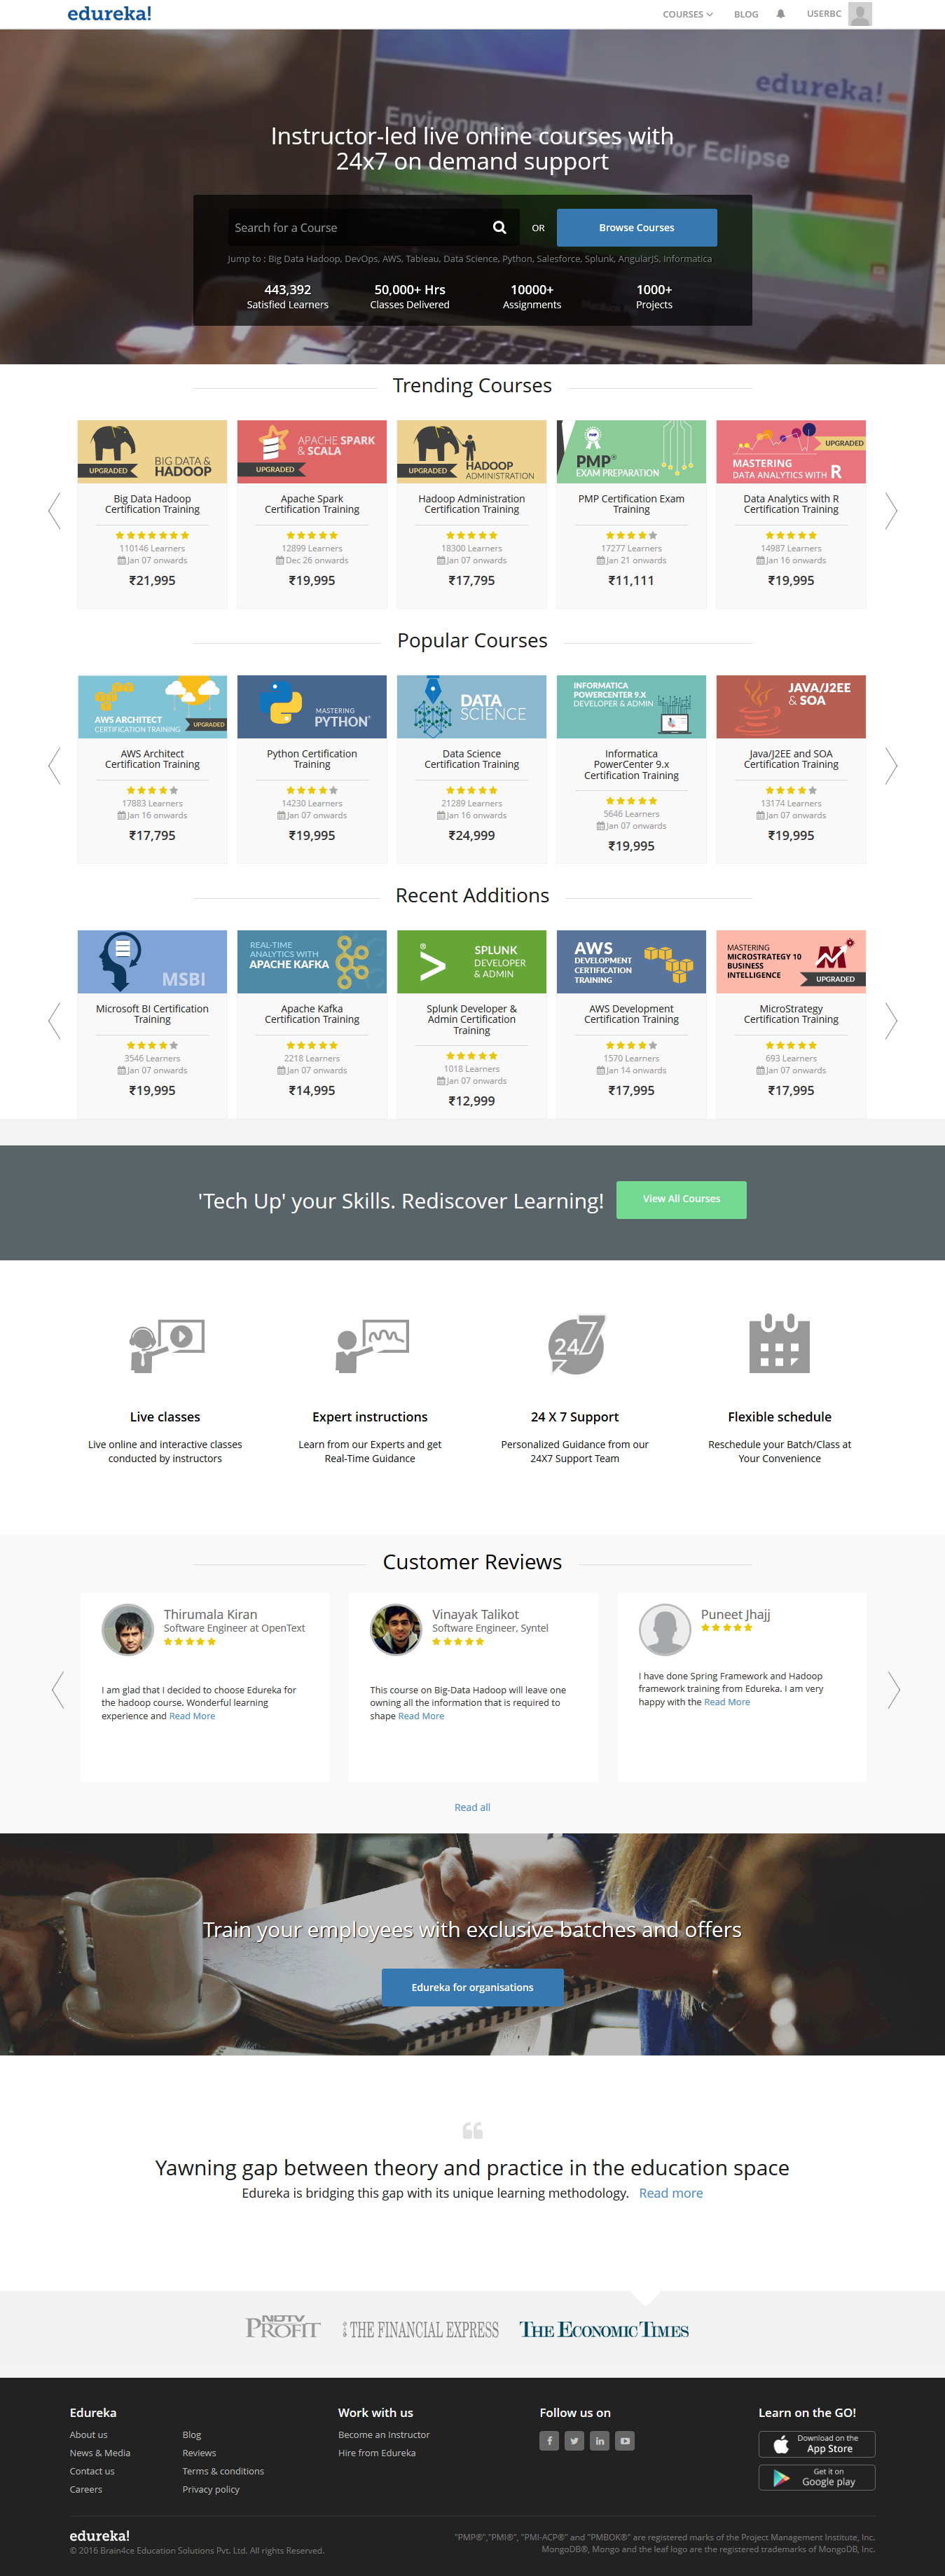 edureka!
COURSES
BLOG
USERBC
edureka!
Instructor-led live online courses with
24x7 on demand support
Search for a Course
OR
Browse Courses
Jump to : Big Data Hadoop, DevOps, AWS, Tableau, Data Science, Python, Salesforce, Splunk, AngularJS, Informatica
443,392
Satisfied Learners
50,000+ Hrs
Classes Delivered
10000+
Assignments
1000+
Projects
Trending Courses
UPGRADED
BIG DATA &
HADOOP
Big Data Hadoop
Certification Training
110146 Learners
Jan 07 onwards
₹21,995
APACHE SPARK
& SCALA
UPGRADED
Apache Spark
Certification Training
12899 Learners
Dec 26 onwards
₹19,995
UPGRADED
HADOOP
ADMINISTRATION
Hadoop Administration
Certification Training
18300 Learners
Jan 07 onwards
₹17,795
PMP®
EXAM PREPARATION
PMP Certification Exam
Training
17277 Learners
Jan 21 onwards
₹11,111
UPGRADED
MASTERING
DATA ANALYTICS WITH R
Data Analytics with R
Certification Training
14987 Learners
Jan 16 onwards
₹19,995
Popular Courses
AWS ARCHITECT
CERTIFICATION TRAINING
UPGRADED
AWS Architect
Certification Training
17883 Learners
Jan 16 onwards
₹17,795
MASTERING
PYTHON
Python Certification
Training
14230 Learners
Jan 07 onwards
₹19,995
DATA
SCIENCE
Data Science
Certification Training
21289 Learners
Jan 16 onwards
₹24,999
INFORMATICA
POWERCENTER 9.X
DEVELOPER & ADMIN
Informatica
PowerCenter 9.x
Certification Training
5646 Learners
Jan 07 onwards
₹19,995
JAVA/J2EE
& SOA
Java/J2EE and SOA
Certification Training
13174 Learners
Jan 07 onwards
₹19,995
Recent Additions
MSBI
Microsoft BI Certification
Training
3546 Learners
Jan 07 onwards
₹19,995
REAL-TIME
ANALYTICS WITH
APACHE KAFKA
Apache Kafka
Certification Training
2218 Learners
Jan 07 onwards
₹14,995
SPLUNK
DEVELOPER
& ADMIN
Splunk Developer &
Admin Certification
Training
1018 Learners
Jan 07 onwards
₹12,999
AWS
DEVELOPMENT
CERTIFICATION
TRAINING
AWS Development
Certification Training
1570 Learners
Jan 14 onwards
₹17,995
MASTERING
MICROSTRATEGY 10
BUSINESS
INTELLIGENCE
UPGRADED
MicroStrategy
Certification Training
693 Learners
Jan 07 onwards
₹17,995
'Tech Up' your Skills. Rediscover Learning!
View All Courses
24 7
Live classes
Live online and interactive classes
conducted by instructors
Expert instructions
Learn from our Experts and get
Real-Time Guidance
24 X 7 Support
Personalized Guidance from our
24X7 Support Team
Flexible schedule
Reschedule your Batch/Class at
Your Convenience
Customer Reviews
Thirumala Kiran
Software Engineer at OpenText
I am glad that I decided to choose Edureka for
the hadoop course. Wonderful learning
experience and Read More
Vinayak Talikot
Software Engineer, Syntel
This course on Big-Data Hadoop will leave one
owning all the information that is required to
shape Read More
Puneet Jhajj
I have done Spring Framework and Hadoop
framework training from Edureka. I am very
happy with the Read More
Read all
Train your employees with exclusive batches and offers
Edureka for organisations
Yawning gap between theory and practice in the education space
Edureka is bridging this gap with its unique learning methodology. Read more
NDTV
PROFIT
THE FINANCIAL EXPRESS
THE ECONOMIC TIMES
Edureka
About us
News & Media
Contact us
Careers
Blog
Reviews
Terms & conditions
Privacy policy
Work with us
Become an Instructor
Hire from Edureka
Follow us on
Learn on the GO!
Download on the
App Store
Get it on
Google play
edureka!
© 2016 Brain4ce Education Solutions Pvt. Ltd. All rights Reserved.
"PMP®","PMI®", "PMI-ACP®" and "PMBOK®" are registered marks of the Project Management Institute, Inc.
MongoDB®, Mongo and the leaf logo are the registered trademarks of MongoDB, Inc.